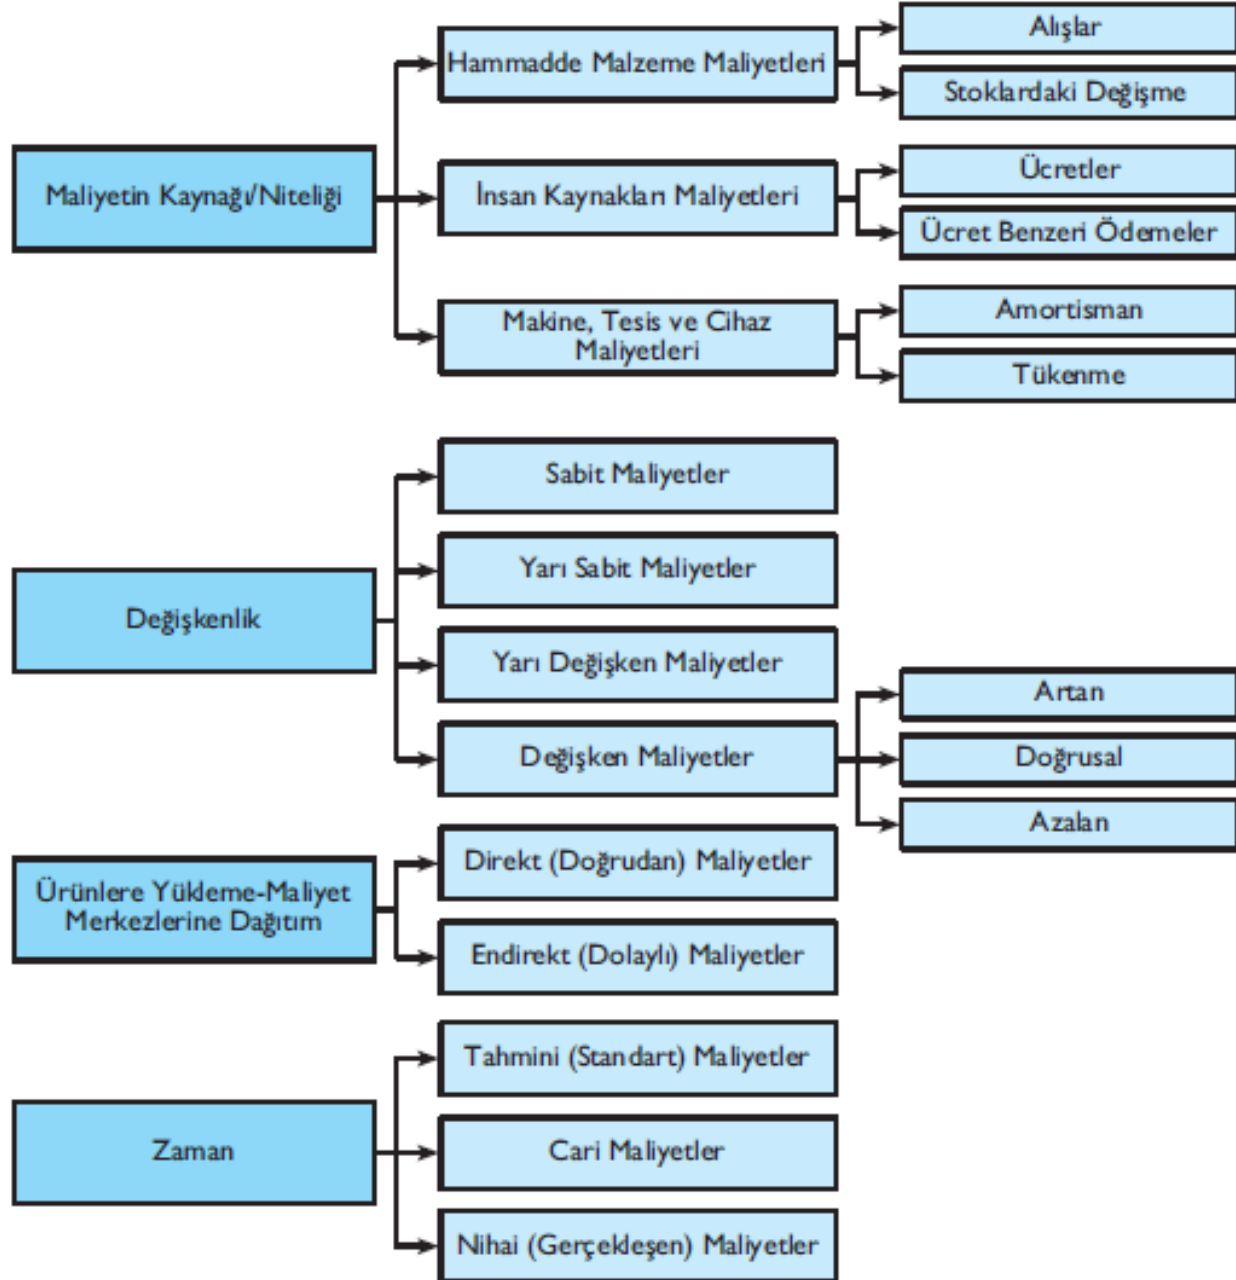 Maliyetin Kaynağı/Niteliği
Hammadde Malzeme Maliyetleri
Alışlar
Stoklardaki Değişme
İnsan Kaynakları Maliyetleri
Ücretler
Ücret Benzeri Ödemeler
Makine, Tesis ve Cihaz
Maliyetleri
Amortisman
Tükenme
Değişkenlik
Sabit Maliyetler
Yarı Sabit Maliyetler
Yarı Değişken Maliyetler
Değişken Maliyetler
Artan
Doğrusal
Azalan
Ürünlere Yükleme-Maliyet
Merkezlerine Dağıtım
Direkt (Doğrudan) Maliyetler
Endirekt (Dolaylı) Maliyetler
Zaman
Tahmini (Standart) Maliyetler
Cari Maliyetler
Nihai (Gerçekleşen) Maliyetler